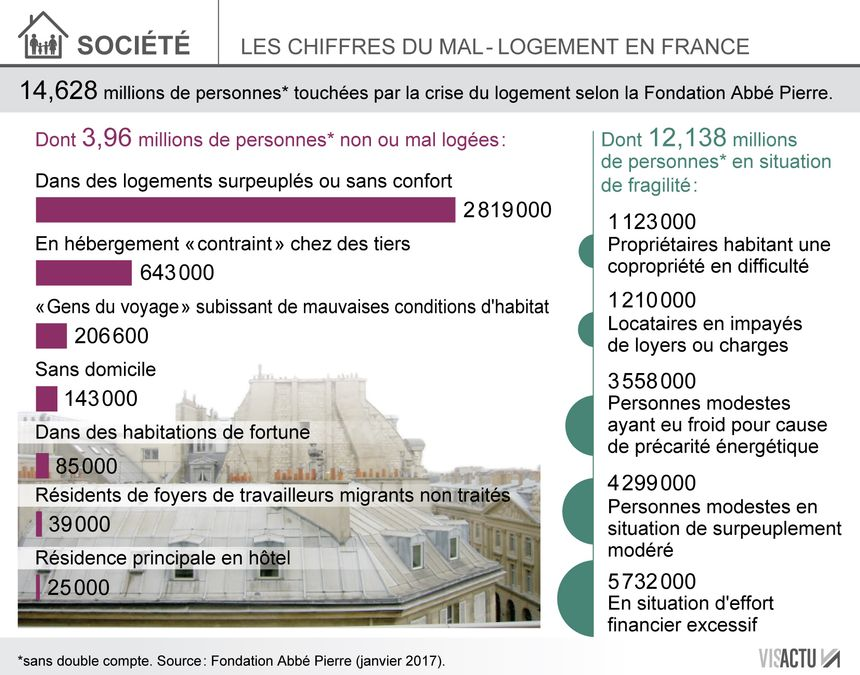 SOCIÉTÉ
LES CHIFFRES DU MAL-LOGEMENT EN FRANCE
14,628 millions de personnes* touchées par la crise du logement selon la Fondation Abbé Pierre.
Dont 3,96 millions de personnes* non ou mal logées :
Dans des logements surpeuplés ou sans confort
2 819 000
En hébergement « contraint » chez des tiers
643 000
« Gens du voyage » subissant de mauvaises conditions d'habitat
206 600
Sans domicile
143 000
Dans des habitations de fortune
85 000
Résidents de foyers de travailleurs migrants non traités
39 000
Résidence principale en hôtel
25 000
Dont 12,138 millions
de personnes* en situation
de fragilité :
1 123 000
Propriétaires habitant une
copropriété en difficulté
1 210 000
Locataires en impayés
de loyers ou charges
3 558 000
Personnes modestes
ayant eu froid pour cause
de précarité énergétique
4 299 000
Personnes modestes en
situation de surpeuplement
modéré
5 732 000
En situation d'effort
financier excessif
*sans double compte. Source : Fondation Abbé Pierre (janvier 2017).
VISACTU